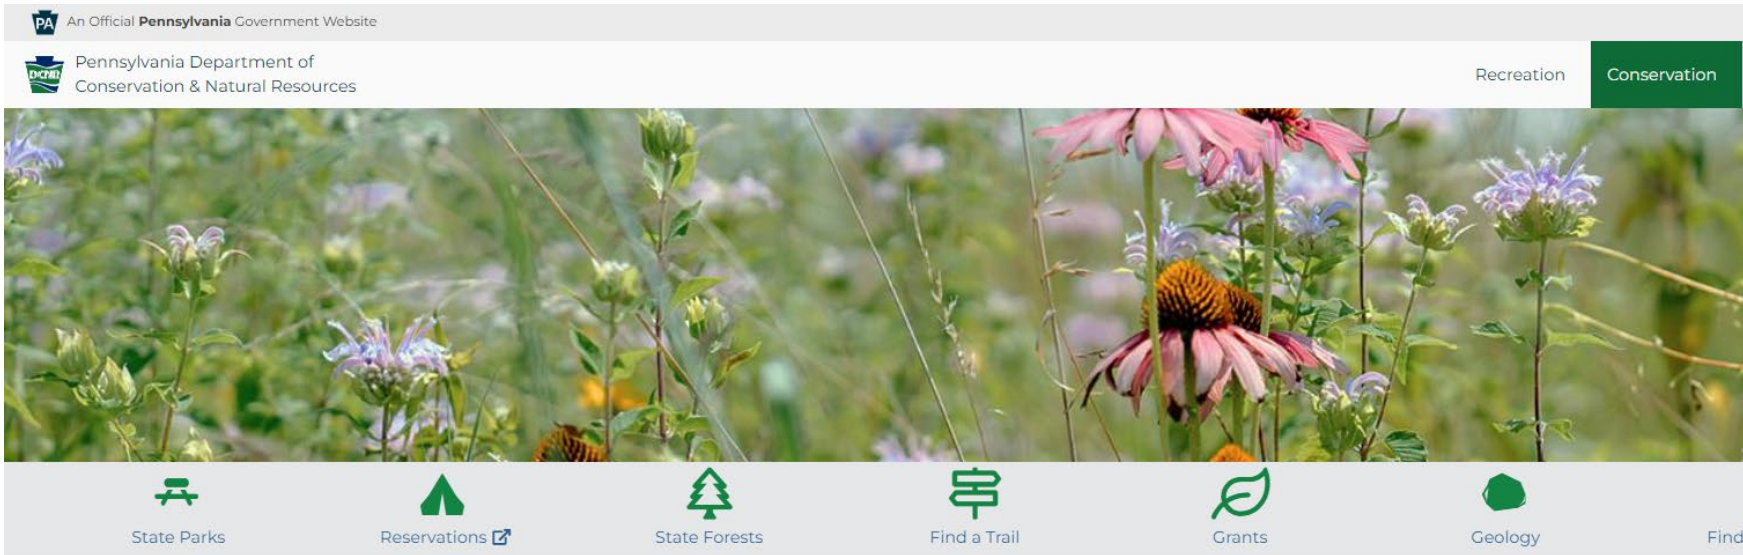 PA An Official Pennsylvania Government Website
DCNR
Pennsylvania Department of
Conservation & Natural Resources
Recreation
Conservation
State Parks
Reservations
State Forests
Find a Trail
Grants
Geology
Find